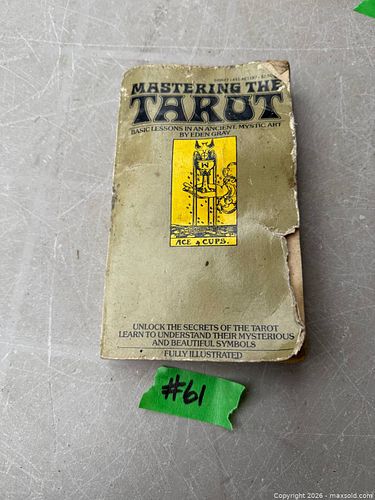 MASTERING THE
TAROT
BASIC LESSONS IN AN ANCIENT, MYSTIC ART
BY EDEN GRAY
ACE of CUPS.
UNLOCK THE SECRETS OF THE TAROT
LEARN TO UNDERSTAND THEIR MYSTERIOUS
AND BEAUTIFUL SYMBOLS
FULLY ILLUSTRATED
#61
Copyright ©2026 - maxsold.com